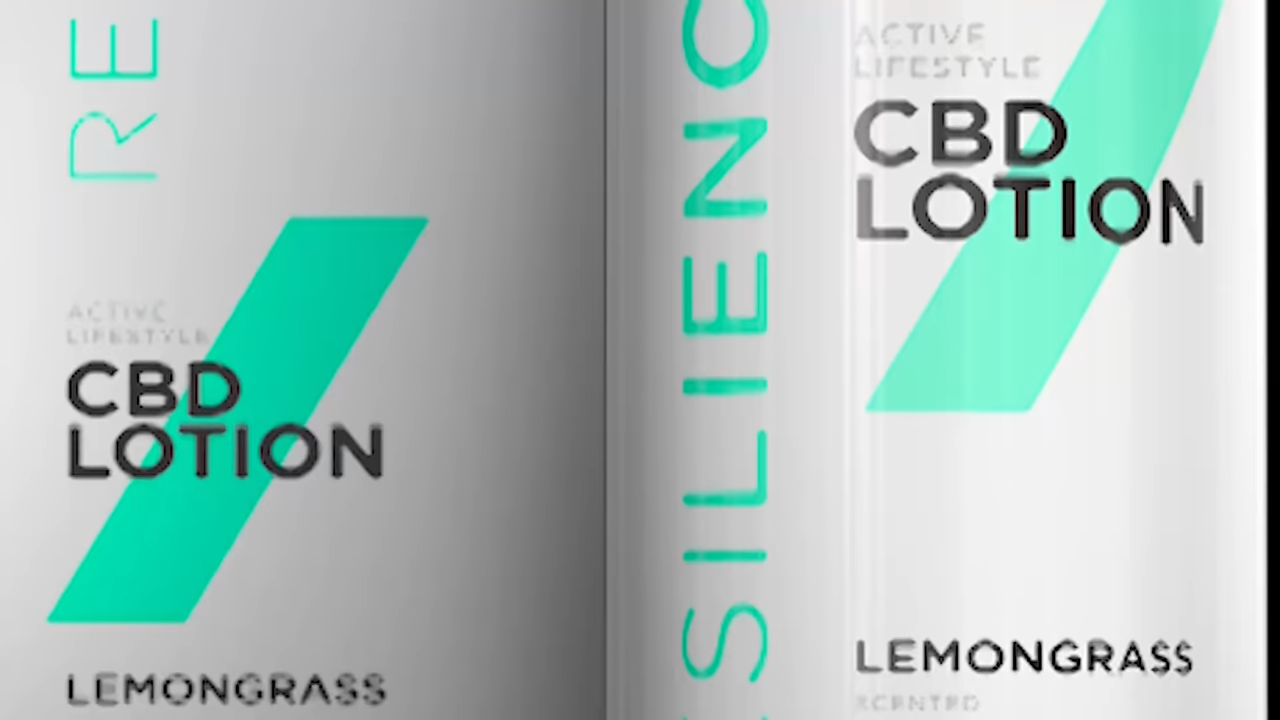 RE
ACTIVE
LIFESTYLE
CBD
LOTION
LEMONGRASS
SILIENC
ACTIVE
LIFESTYLE
CBD
LOTION
LEMONGRASS
SCENTED